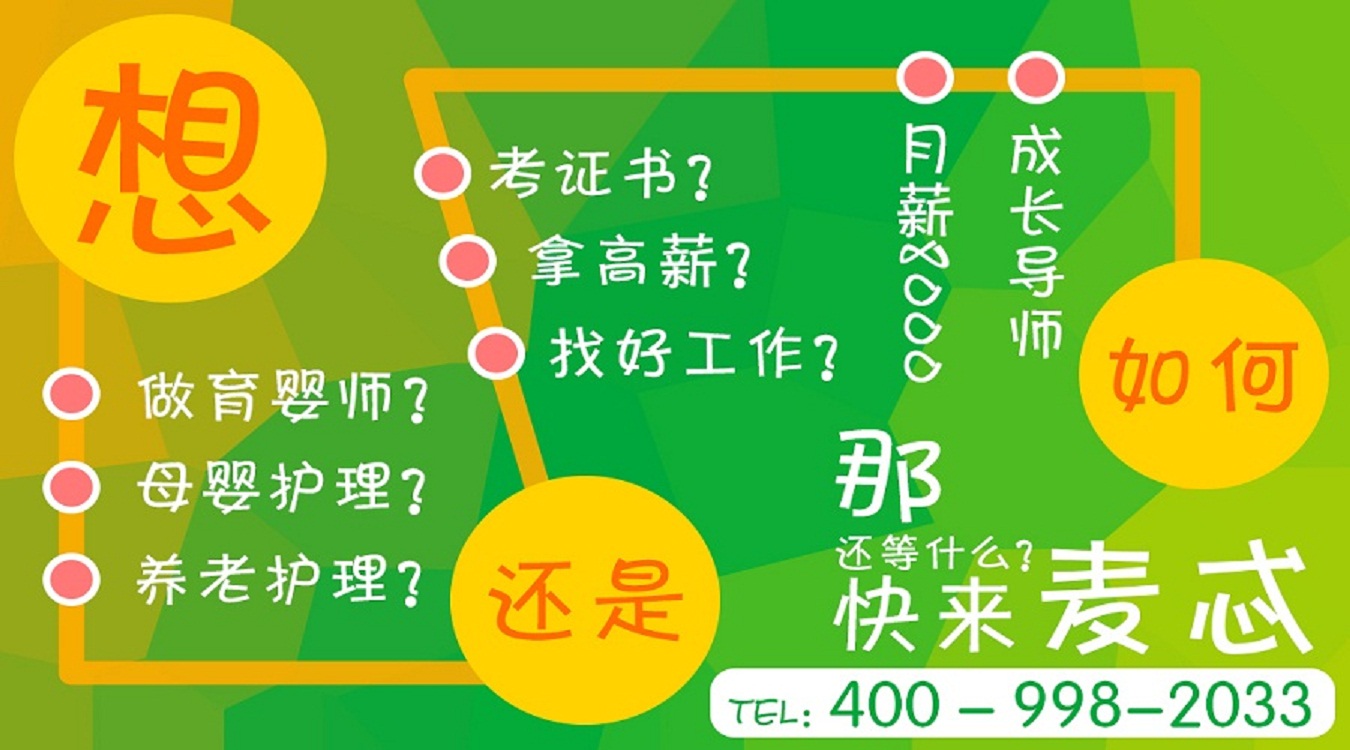 想
做育婴师?
母婴护理?
养老护理?
还是
考证书?
拿高薪?
找好工作?
如何
成长导师
月薪8000
那
还等什么?
快来麦忒
TEL: 400-998-2033